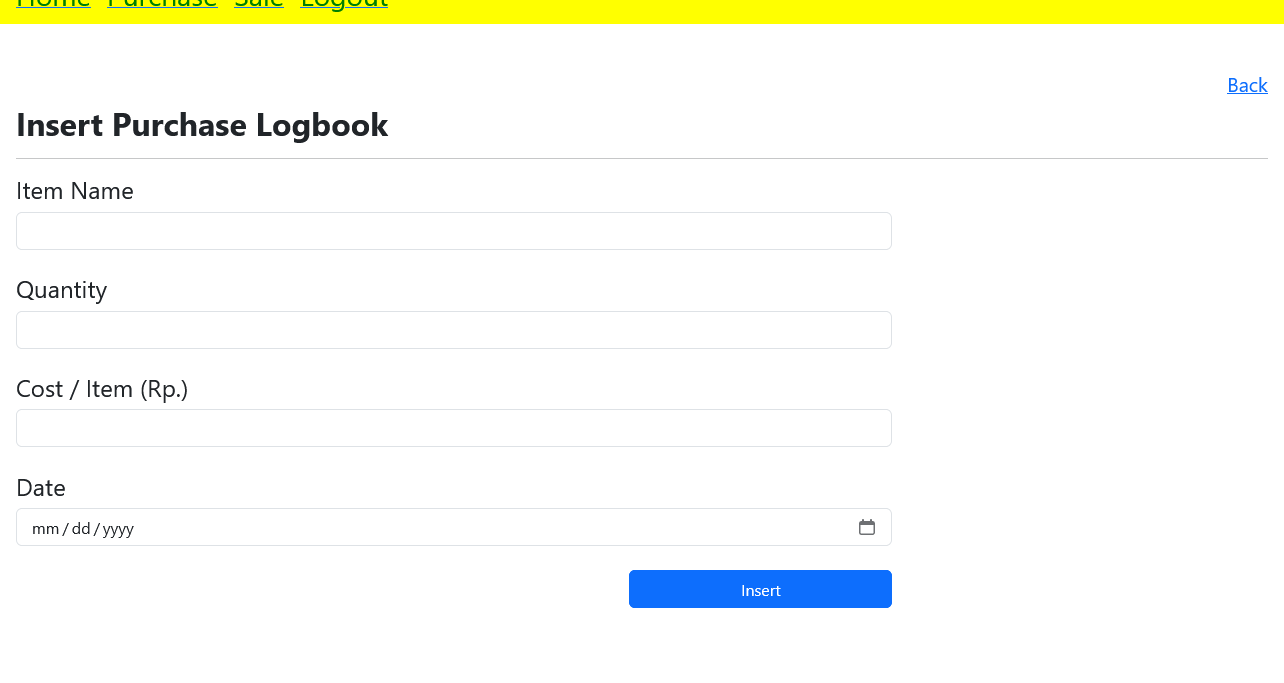 Home Purchase Sale Logout
Back
Insert Purchase Logbook
Item Name
Quantity
Cost / Item (Rp.)
Date
mm / dd / yyyy
Insert